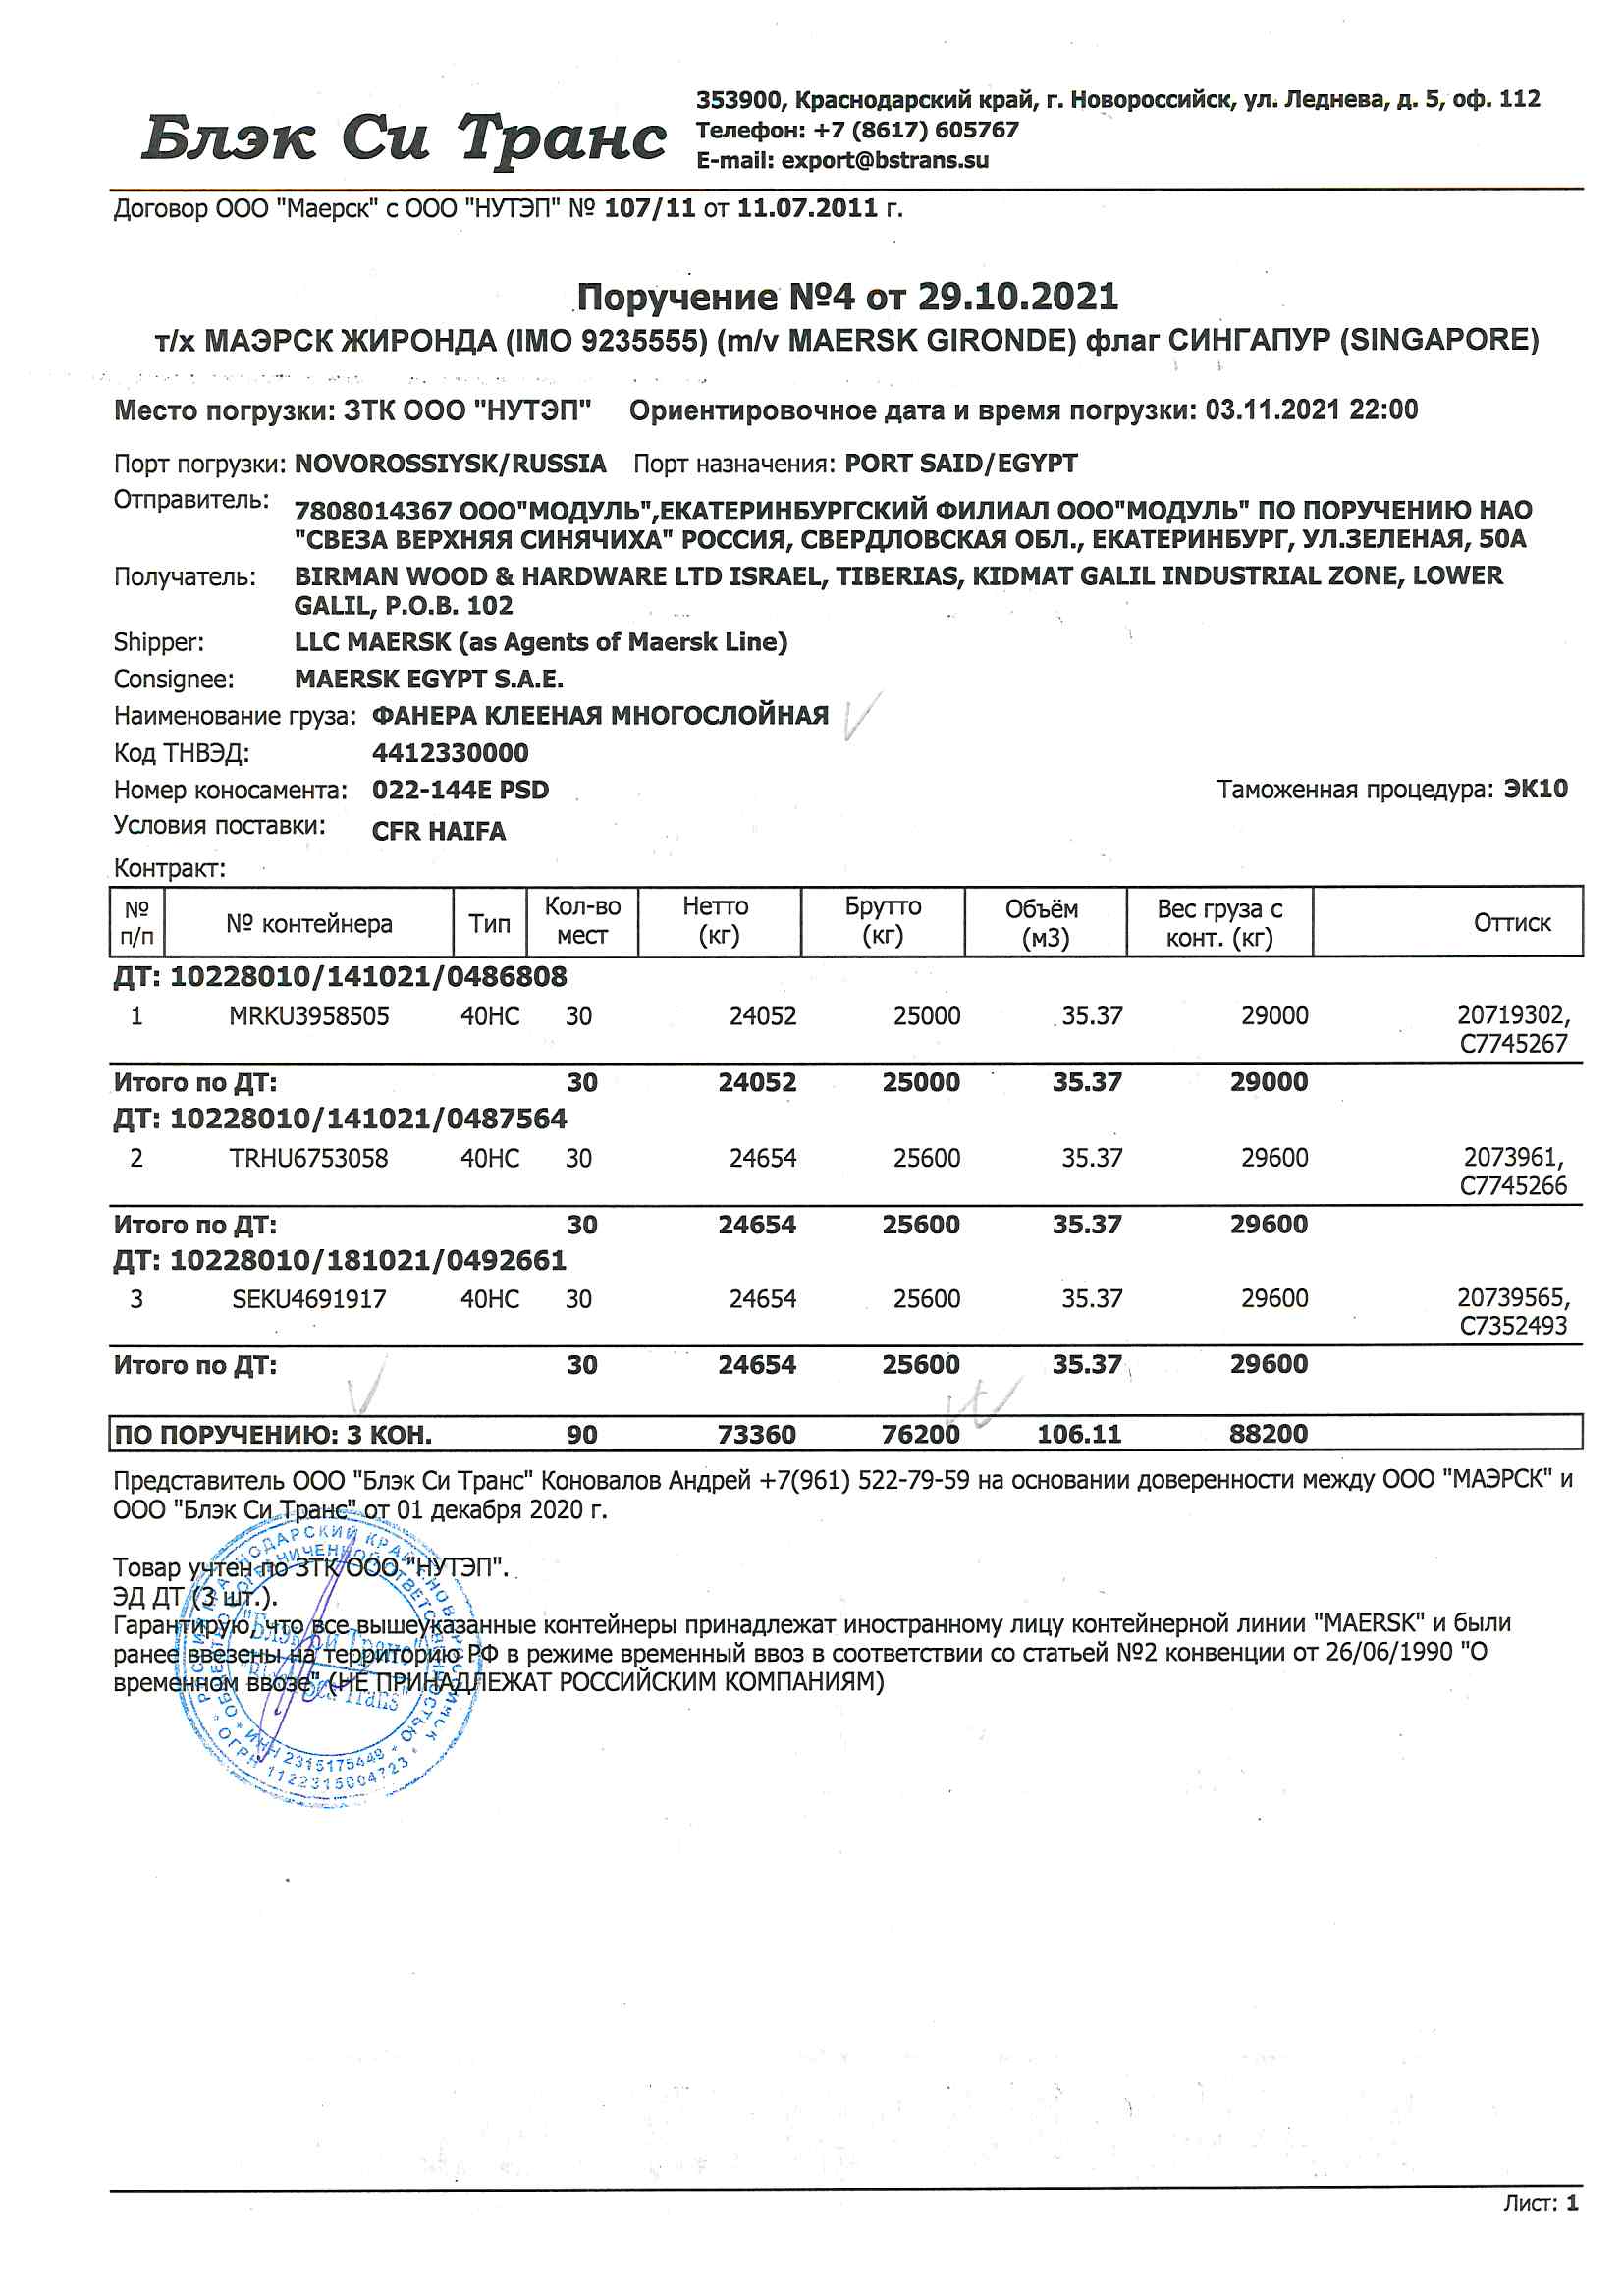 Блэк Си Транс
353900, Краснодарский край, г. Новороссийск, ул. Леднева, д. 5, оф. 112
Телефон: +7 (8617) 605767
E-mail: export@bstrans.su
Договор ООО "Маерск" с ООО "НУТЭП" № 107/11 от 11.07.2011 г.
Поручение №4 от 29.10.2021
т/х МАЭРСК ЖИРОНДА (IMO 9235555) (m/v MAERSK GIRONDE) флаг СИНГАПУР (SINGAPORE)
Место погрузки: ЗТК ООО "НУТЭП" Ориентировочное дата и время погрузки: 03.11.2021 22:00
Порт погрузки: NOVOROSSIYSK/RUSSIA Порт назначения: PORT SAID/EGYPT
Отправитель: 7808014367 ООО"МОДУЛЬ",ЕКАТЕРИНБУРГСКИЙ ФИЛИАЛ ООО"МОДУЛЬ" ПО ПОРУЧЕНИЮ НАО
"СВЕЗА ВЕРХНЯЯ СИНЯЧИХА" РОССИЯ, СВЕРДЛОВСКАЯ ОБЛ., ЕКАТЕРИНБУРГ, УЛ.ЗЕЛЕНАЯ, 50А
Получатель: BIRMAN WOOD & HARDWARE LTD ISRAEL, TIBERIAS, KIDMAT GALIL INDUSTRIAL ZONE, LOWER
GALIL, P.O.B. 102
Shipper: LLC MAERSK (as Agents of Maersk Line)
Consignee: MAERSK EGYPT S.A.E.
Наименование груза: ФАНЕРА КЛЕЕНАЯ МНОГОСЛОЙНАЯ
Код ТНВЭД: 4412330000
Номер коносамента: 022-144E PSD Таможенная процедура: ЭК10
Условия поставки: CFR HAIFA
Контракт:
№ п/п № контейнера Тип Кол-во мест Нетто (кг) Брутто (кг) Объём (м3) Вес груза с конт. (кг) Оттиск
ДТ: 10228010/141021/0486808
1 MRKU3958505 40HC 30 24052 25000 35.37 29000 20719302,
C7745267
Итого по ДТ: 30 24052 25000 35.37 29000
ДТ: 10228010/141021/0487564
2 TRHU6753058 40HC 30 24654 25600 35.37 29600 2073961,
C7745266
Итого по ДТ: 30 24654 25600 35.37 29600
ДТ: 10228010/181021/0492661
3 SEKU4691917 40HC 30 24654 25600 35.37 29600 20739565,
C7352493
Итого по ДТ: 30 24654 25600 35.37 29600
ПО ПОРУЧЕНИЮ: 3 КОН. 90 73360 76200 106.11 88200
Представитель ООО "Блэк Си Транс" Коновалов Андрей +7(961) 522-79-59 на основании доверенности между ООО "МАЭРСК" и
ООО "Блэк Си Транс" от 01 декабря 2020 г.
Товар учтен по ЗТК ООО "НУТЭП".
ЭД ДТ (3 шт.).
Гарантирую, что все вышеуказанные контейнеры принадлежат иностранному лицу контейнерной линии "MAERSK" и были
ранее ввезены на территорию РФ в режиме временный ввоз в соответствии со статьей №2 конвенции от 26/06/1990 "О
временном ввозе" (НЕ ПРИНАДЛЕЖАТ РОССИЙСКИМ КОМПАНИЯМ)
ИНН 2315175448
ОГРН 1122315004723
Лист: 1